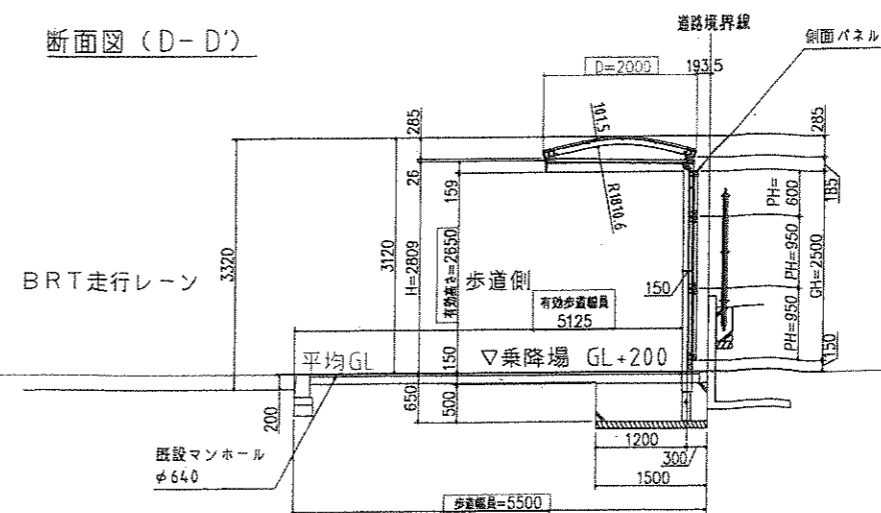 断面図 (D-D')
道路境界線
側面パネル
D=2000
193.5
285
101.5
285
26
159
R1810.6
PH=
600
185
3320
3120
H=2809
有効高さ=2650
BRT走行レーン
歩道側
150
PH=950
PH=950
GH=2500
有効歩道幅員
5125
平均GL
150
▽乗降場 GL+200
150
200
650
500
既設マンホール
φ640
1200
300
1500
歩道幅員=5500